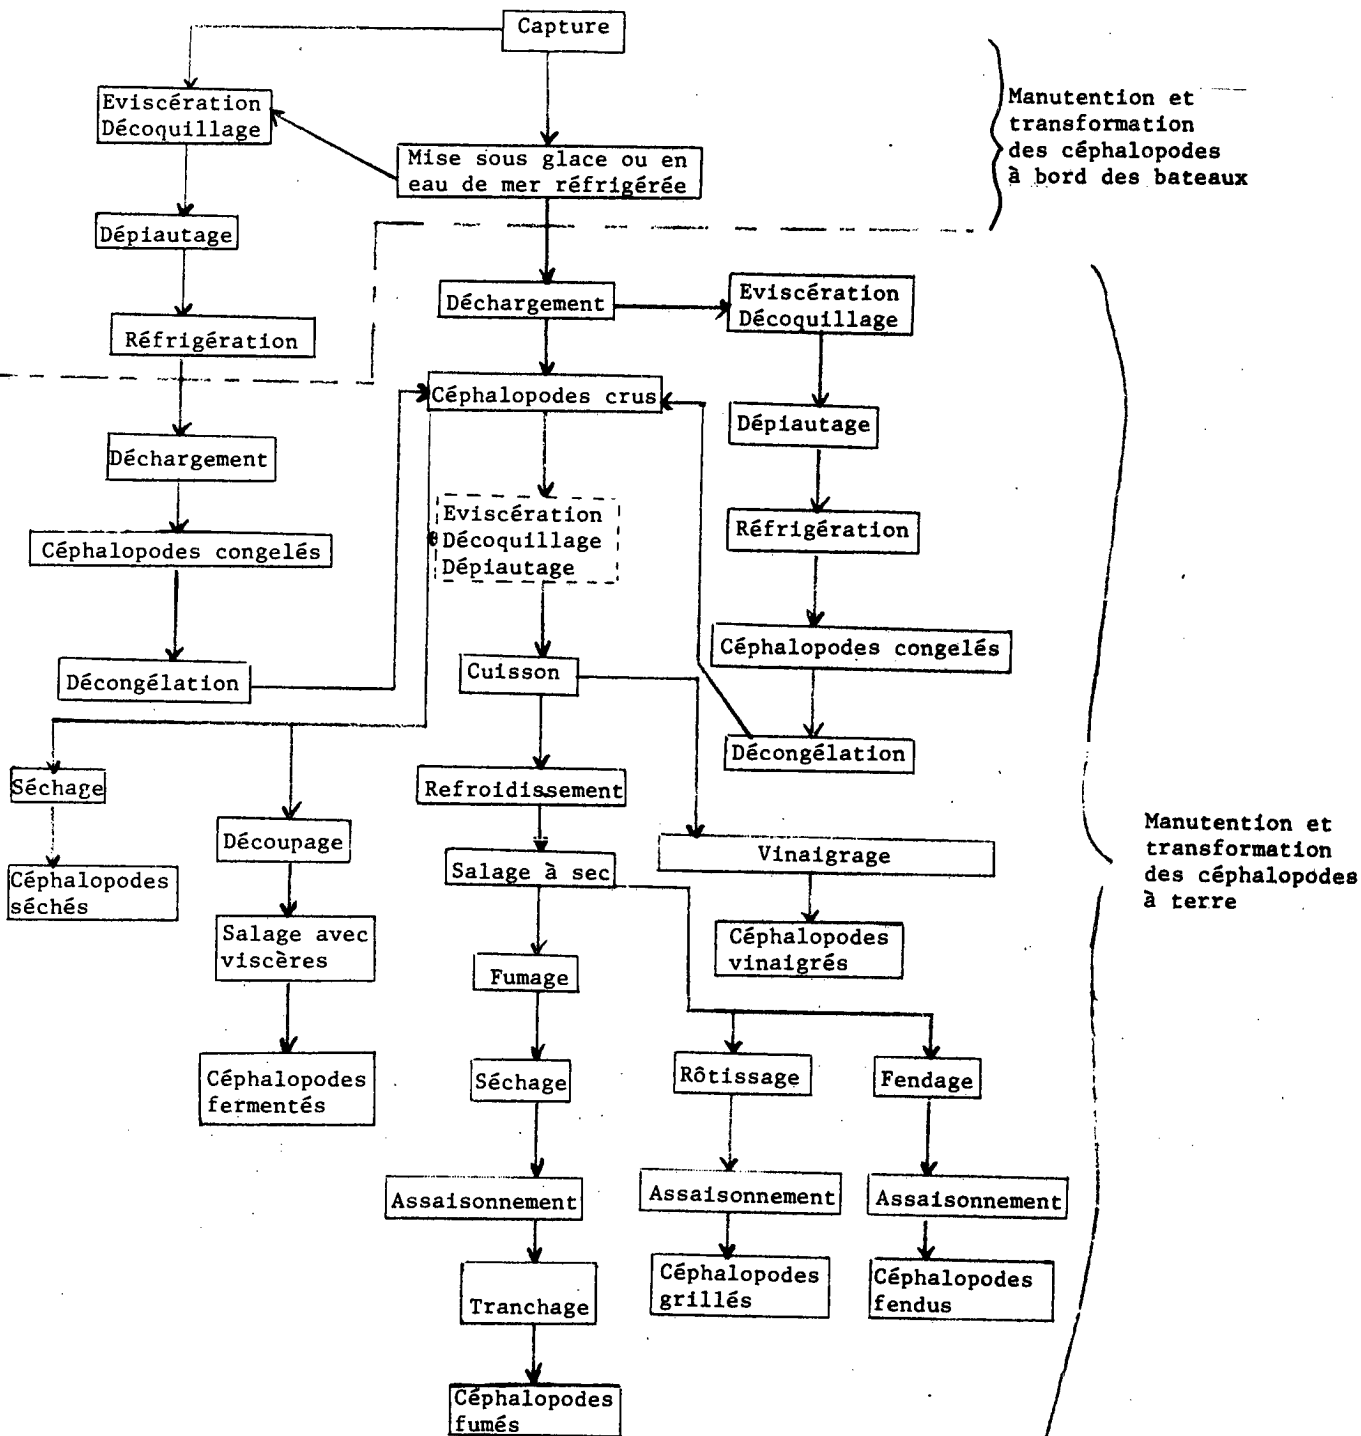 Capture
Eviscération
Décoquillage
Mise sous glace ou en
eau de mer réfrigérée
Manutention et
transformation
des céphalopodes
à bord des bateaux
Dépiautage
Réfrigération
Déchargement
Eviscération
Décoquillage
Céphalopodes crus
Dépiautage
Déchargement
Eviscération
Décoquillage
Dépiautage
Réfrigération
Céphalopodes congelés
Céphalopodes congelés
Décongélation
Cuisson
Décongélation
Séchage
Refroidissement
Découpage
Salage à sec
Vinaigrage
Manutention et
transformation
des céphalopodes
à terre
Céphalopodes
séchés
Salage avec
viscères
Fumage
Céphalopodes
vinaigrés
Céphalopodes
fermentés
Séchage
Rôtissage
Fendage
Assaisonnement
Assaisonnement
Assaisonnement
Tranchage
Céphalopodes
grillés
Céphalopodes
fendus
Céphalopodes
fumés